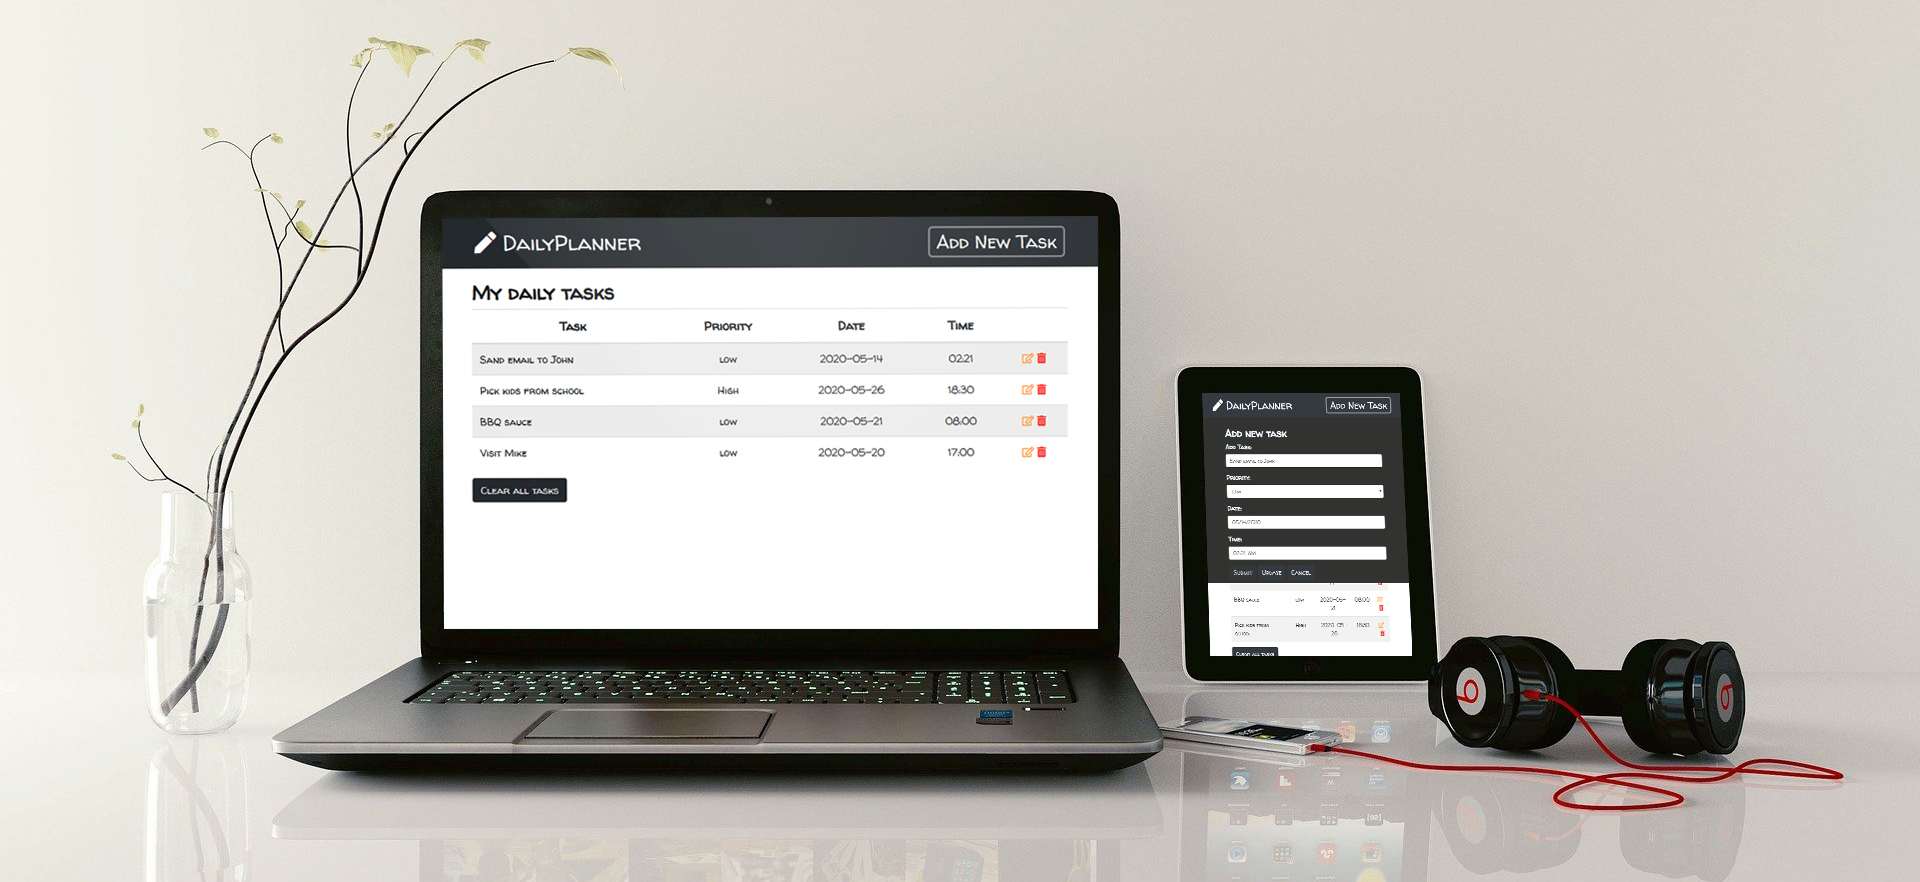 DailyPlanner
Add New Task
My daily tasks
Task Priority Date Time
Sand email to John low 2020-05-14 02:21
Pick kids from school High 2020-05-26 18:30
BBQ sauce low 2020-05-21 08:00
Visit Mike low 2020-05-20 17:00
Clear all tasks
DailyPlanner
Add New Task
Add new task
Add Task:
Sand email to John
Priority:
Low
Date:
05/14/2020
Time:
02:21 AM
Submit Update Cancel
BBQ sauce low 2020-05-21 08:00
Pick kids from school High 2020-05-26 18:30
Clear all tasks